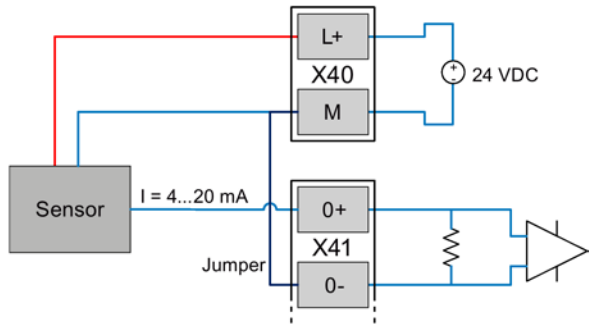 L+
X40
+
-
24 VDC
M
Sensor
I = 4...20 mA
0+
X41
Jumper
0-